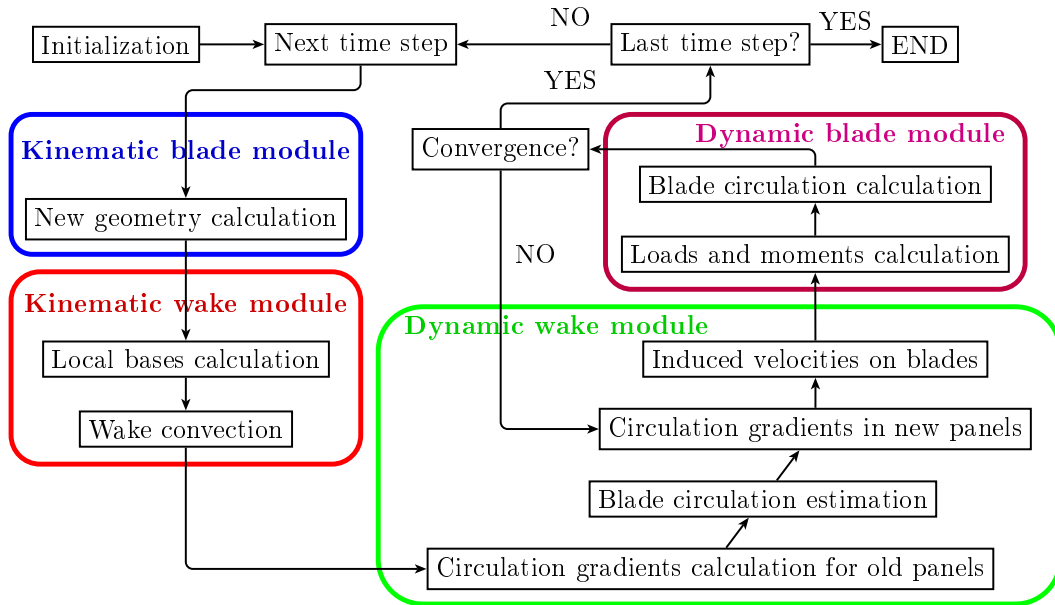 NO
YES
Initialization
Next time step
Last time step?
END
YES
Kinematic blade module
Convergence?
Dynamic blade module
Blade circulation calculation
New geometry calculation
NO
Loads and moments calculation
Kinematic wake module
Dynamic wake module
Local bases calculation
Induced velocities on blades
Wake convection
Circulation gradients in new panels
Blade circulation estimation
Circulation gradients calculation for old panels